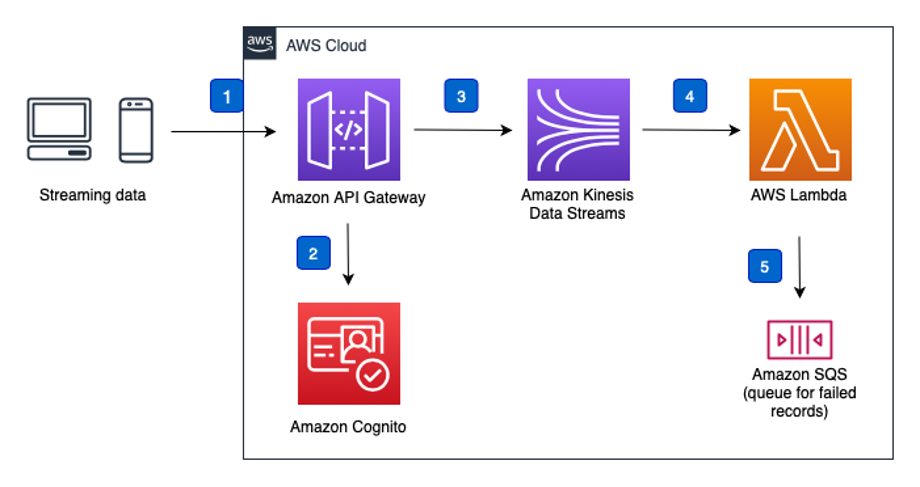 aws
AWS Cloud
1
3
4
Streaming data
Amazon API Gateway
Amazon Kinesis
Data Streams
AWS Lambda
2
5
Amazon Cognito
Amazon SQS
(queue for failed
records)